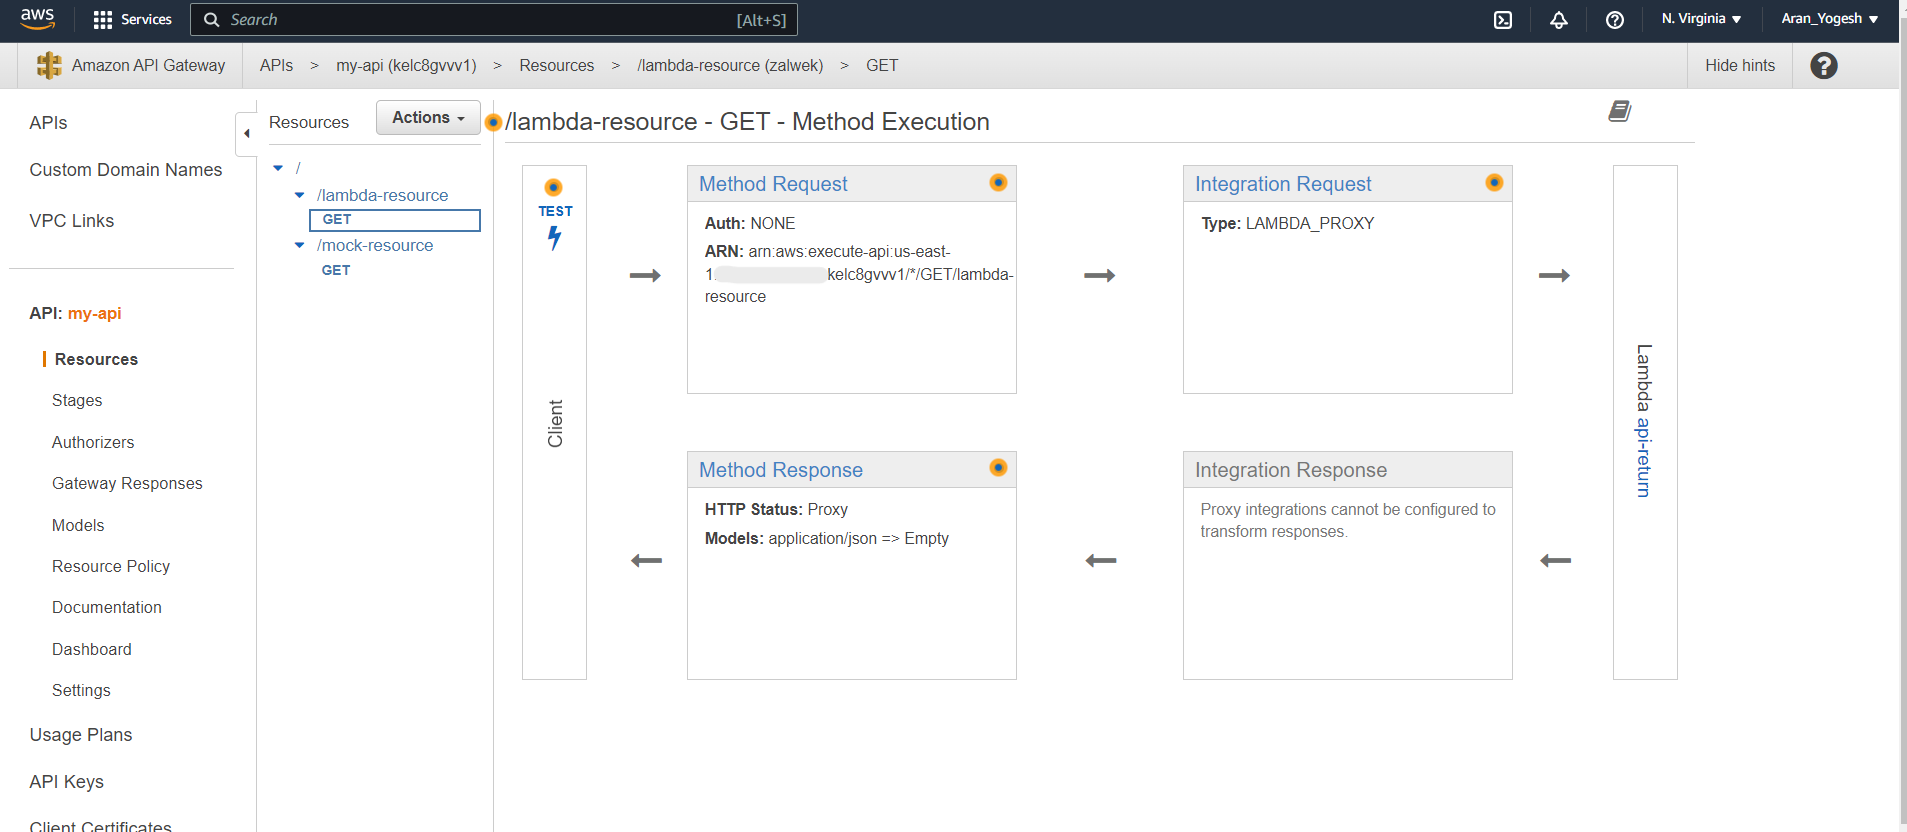 aws Services Search [Alt+S] N. Virginia Aran_Yogesh
Amazon API Gateway APIs > my-api (kelc8gvvv1) > Resources > /lambda-resource (zalwek) > GET Hide hints ?
APIs
Custom Domain Names
VPC Links
API: my-api
Resources
Stages
Authorizers
Gateway Responses
Models
Resource Policy
Documentation
Dashboard
Settings
Usage Plans
API Keys
Client Certificates
Resources Actions
/
/lambda-resource
GET
/mock-resource
GET
/lambda-resource - GET - Method Execution
TEST
Client
Method Request
Auth: NONE
ARN: arn:aws:execute-api:us-east-
1: kelc8gvvv1/*/GET/lambda-
resource
Integration Request
Type: LAMBDA_PROXY
Lambda api-return
Method Response
HTTP Status: Proxy
Models: application/json => Empty
Integration Response
Proxy integrations cannot be configured to
transform responses.